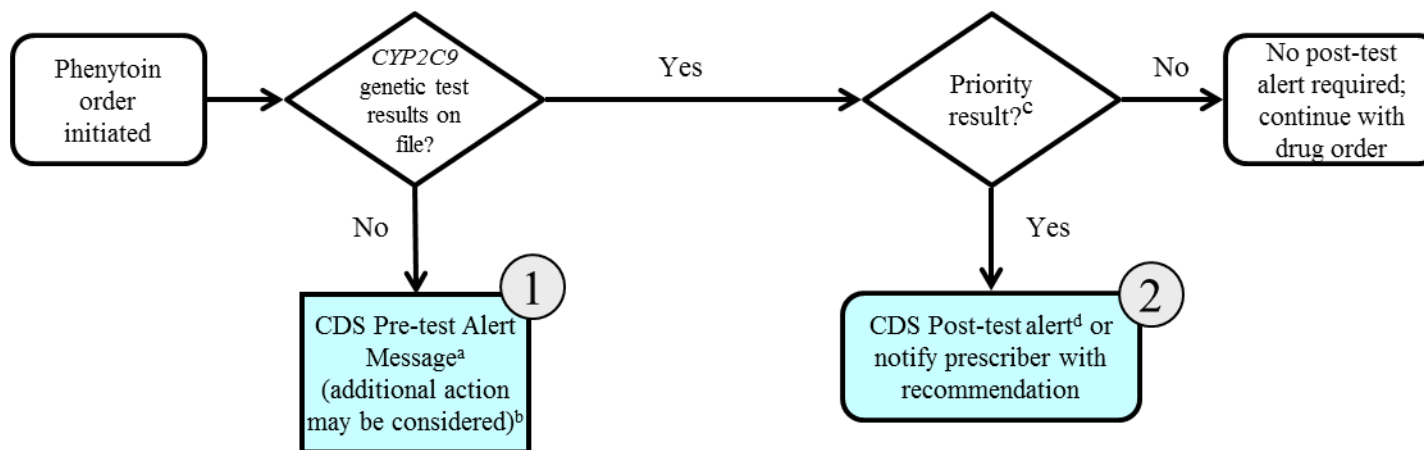 Phenytoin
order
initiated
CYP2C9
genetic test
results on
file?
Yes
Priority
result?ᶜ
No
No post-test
alert required;
continue with
drug order
No
1
CDS Pre-test Alert
Messageᵃ
(additional action
may be considered)ᵇ
Yes
2
CDS Post-test alertᵈ or
notify prescriber with
recommendation